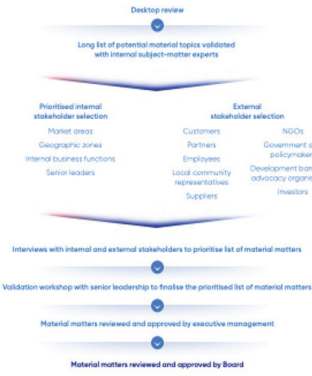 Desktop review
Long list of potential material topics validated
with internal subject-matter experts
Prioritised internal
stakeholder selection
Market areas
Geographic zones
Internal business functions
Senior leaders
External
stakeholder selection
Customers
Partners
Employees
Local community
representatives
Suppliers
NGOs
Government
policymaker
Development
advocacy
Investors
Interviews with internal and external stakeholders to prioritise list of material matters
Validation workshop with senior leadership to finalise the prioritised list of material matters
Material matters reviewed and approved by executive management
Material matters reviewed and approved by Board